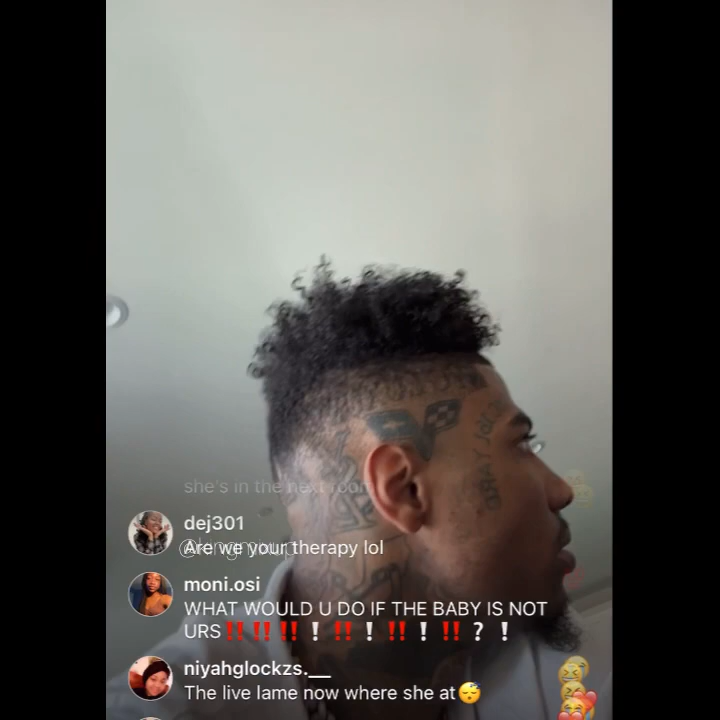 she's in the next room
dej301
Are we your therapy lol
moni.osi
WHAT WOULD U DO IF THE BABY IS NOT
URS‼️‼️‼️❕‼️❕‼️❕‼️❔❕
niyahglockzs.__
The live lame now where she at😴